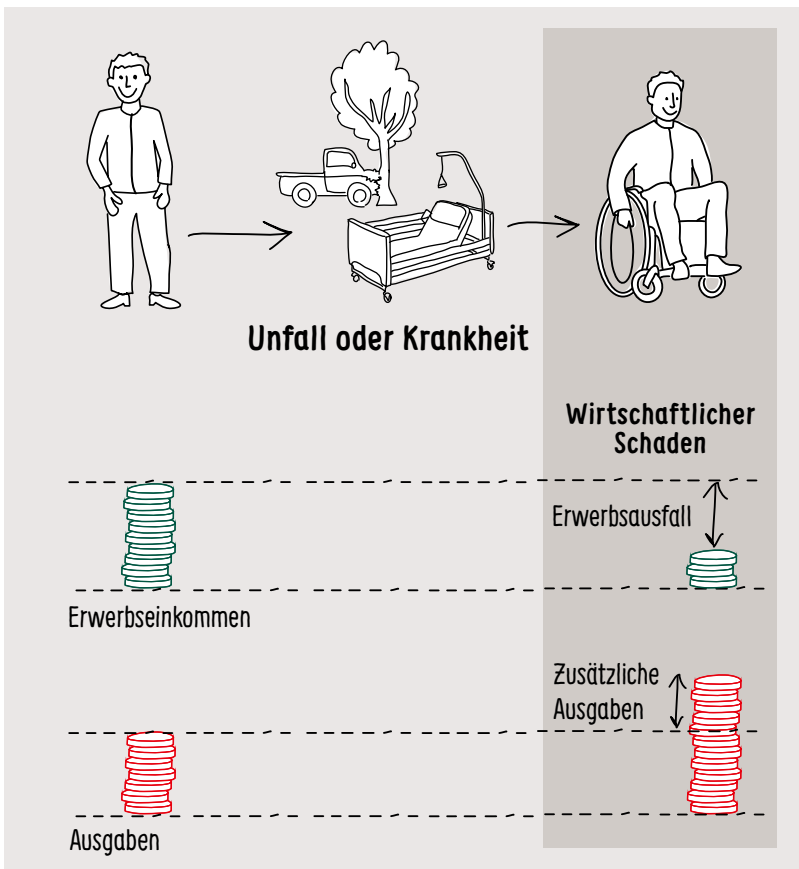 Unfall oder Krankheit
Wirtschaftlicher
Schaden
Erwerbsausfall
Erwerbseinkommen
Zusätzliche
Ausgaben
Ausgaben